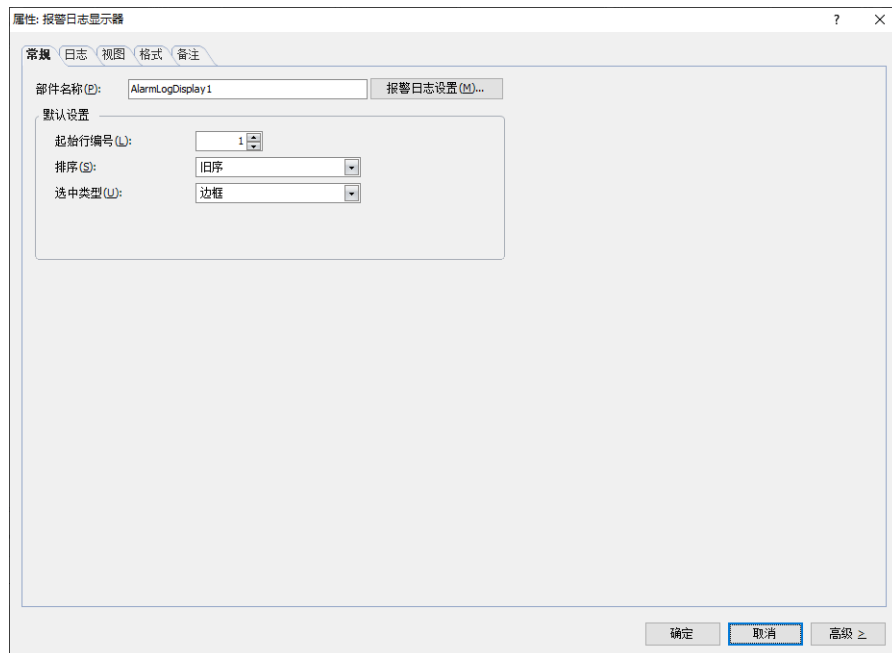 属性: 报警日志显示器
常规 日志 视图 格式 备注
部件名称(P): AlarmLogDisplay1 报警日志设置(M)...
默认设置
起始行编号(L): 1
排序(S): 旧序
选中类型(U): 边框
确定 取消 高级 ≥